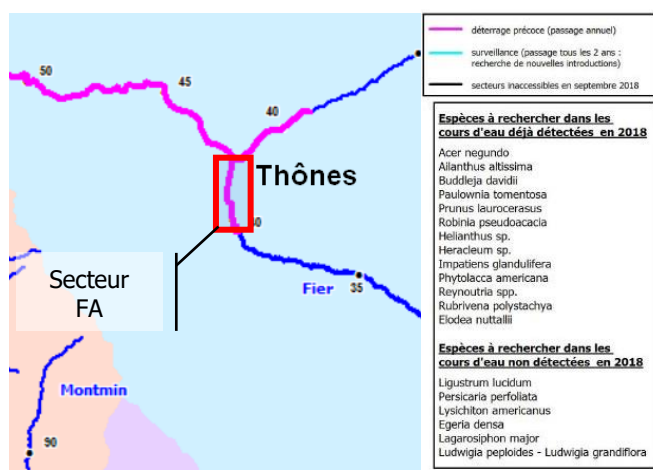 50
45
40
Thônes
Secteur
FA
Fier
35
Montmin
90
déterrage précoce (passage annuel)
surveillance (passage tous les 2 ans :
recherche de nouvelles introductions)
secteurs inaccessibles en septembre 2018
Espèces à rechercher dans les
cours d'eau déjà détectées en 2018
Acer negundo
Ailanthus altissima
Buddleja davidii
Paulownia tomentosa
Prunus laurocerasus
Robinia pseudoacacia
Helianthus sp.
Heracleum sp.
Impatiens glandulifera
Phytolacca americana
Reynoutria spp.
Rubrivena polystachya
Elodea nuttallii
Espèces à rechercher dans les
cours d'eau non détectées en 2018
Ligustrum lucidum
Persicaria perfoliata
Lysichiton americanus
Egeria densa
Lagarosiphon major
Ludwigia peploides - Ludwigia grandiflora